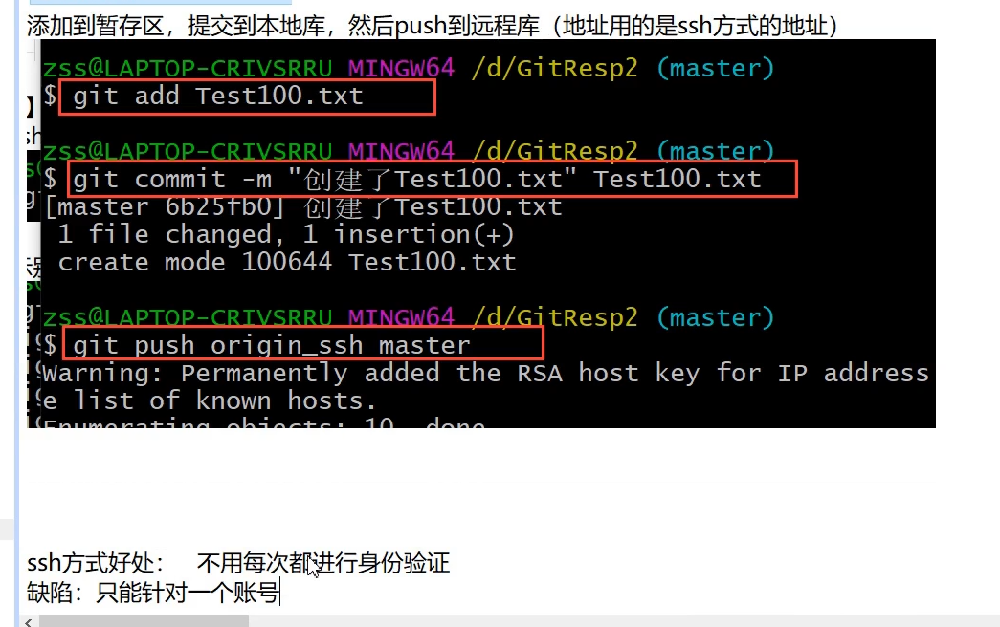 添加到暂存区，提交到本地库，然后push到远程库（地址用的是ssh方式的地址）
zss@LAPTOP-CRIVSRRU MINGW64 /d/GitResp2 (master)
$ git add Test100.txt
zss@LAPTOP-CRIVSRRU MINGW64 /d/GitResp2 (master)
$ git commit -m "创建了Test100.txt" Test100.txt
[master 6b25fb0] 创建了Test100.txt
1 file changed, 1 insertion(+)
create mode 100644 Test100.txt
zss@LAPTOP-CRIVSRRU MINGW64 /d/GitResp2 (master)
$ git push origin_ssh master
Warning: Permanently added the RSA host key for IP address
e list of known hosts.
Enumerating objects: 10, done
ssh方式好处： 不用每次都进行身份验证
缺陷：只能针对一个账号